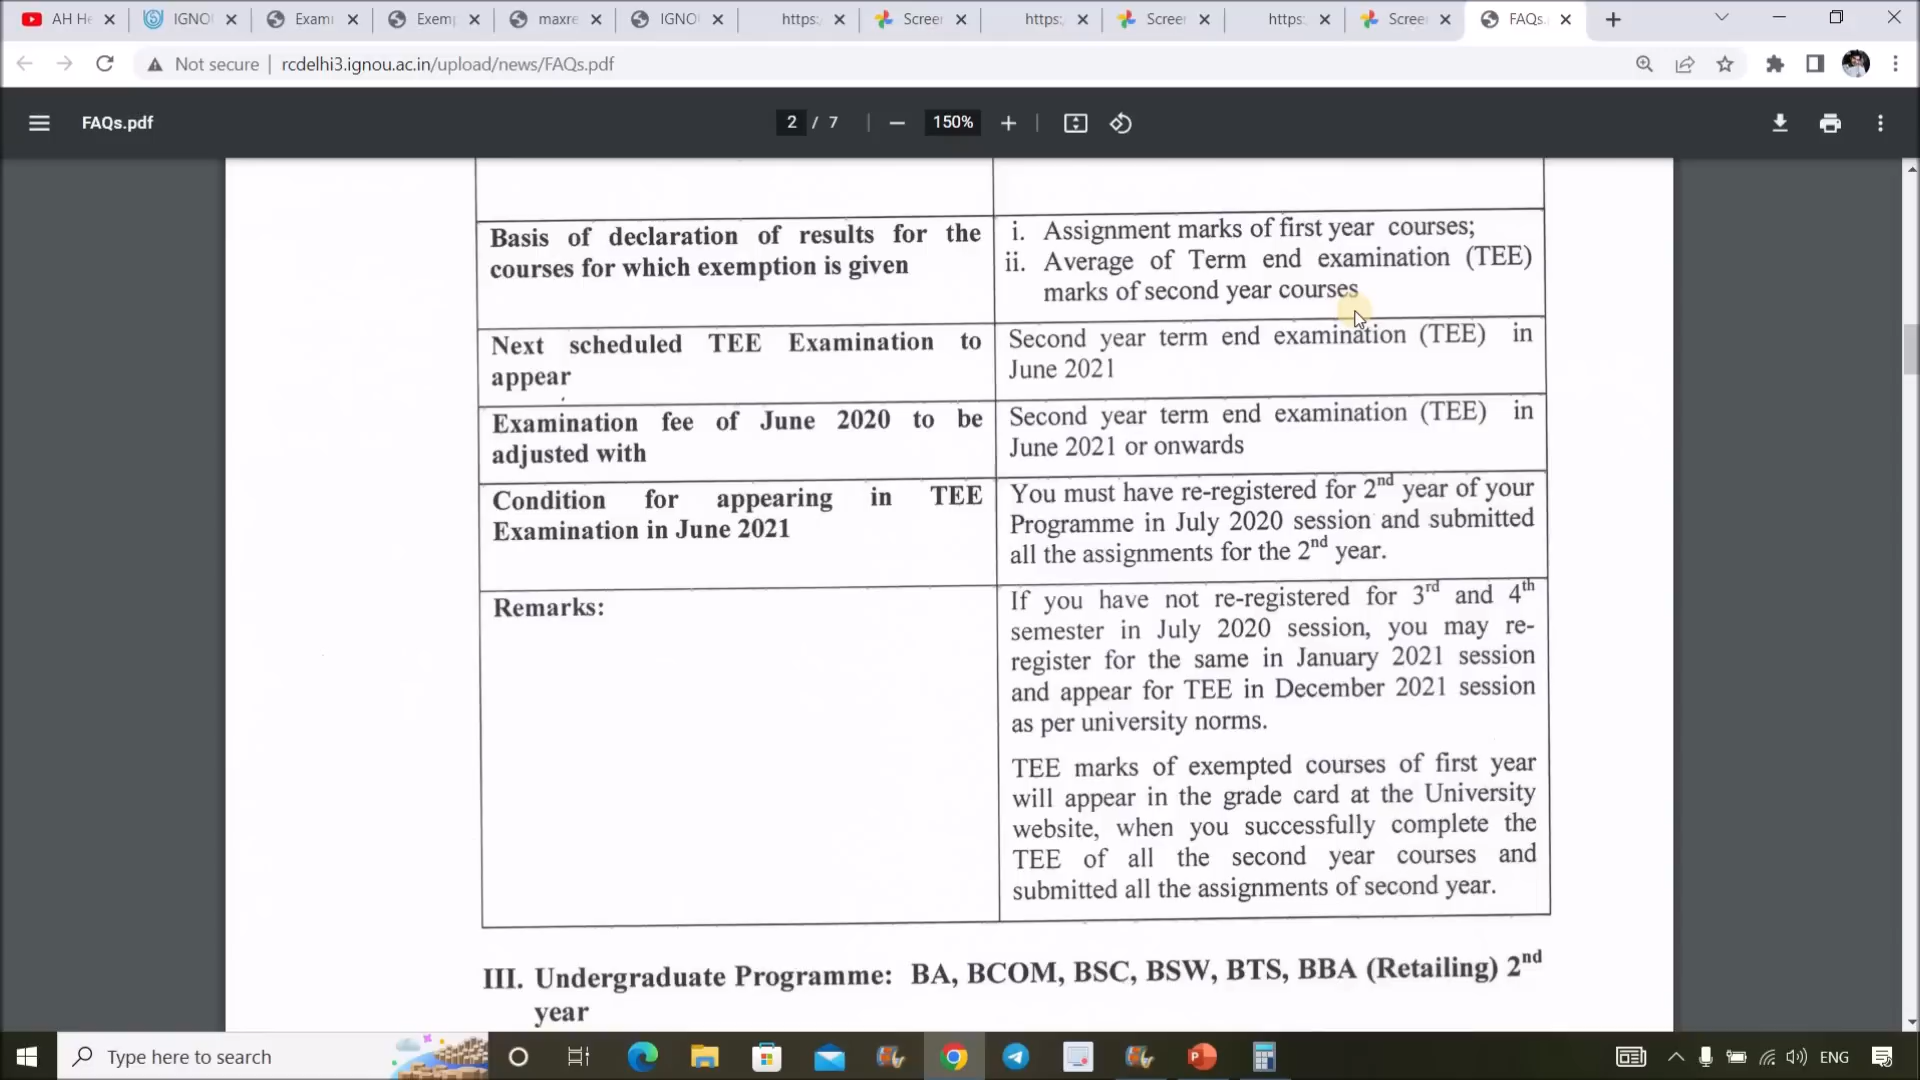 AH He
IGNOU
Exami
Exemp
maxre
IGNO
https:
Screen
https:
Screen
https:
Screen
FAQs.
Not secure
rcdelhi3.ignou.ac.in/upload/news/FAQs.pdf
FAQs.pdf
2 / 7
150%
Basis of declaration of results for the
courses for which exemption is given
i. Assignment marks of first year courses;
ii. Average of Term end examination (TEE)
marks of second year courses
Next scheduled TEE Examination to
appear
Second year term end examination (TEE) in
June 2021
Examination fee of June 2020 to be
adjusted with
Second year term end examination (TEE) in
June 2021 or onwards
Condition for appearing in TEE
Examination in June 2021
You must have re-registered for 2nd year of your
Programme in July 2020 session and submitted
all the assignments for the 2nd year.
Remarks:
If you have not re-registered for 3rd and 4th
semester in July 2020 session, you may re-
register for the same in January 2021 session
and appear for TEE in December 2021 session
as per university norms.
TEE marks of exempted courses of first year
will appear in the grade card at the University
website, when you successfully complete the
TEE of all the second year courses and
submitted all the assignments of second year.
III. Undergraduate Programme: BA, BCOM, BSC, BSW, BTS, BBA (Retailing) 2nd
year
Type here to search
ENG